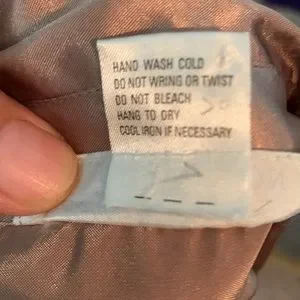 HAND WASH COLD
DO NOT WRING OR TWIST
DO NOT BLEACH
HANG TO DRY
COOL IRON IF NECESSARY